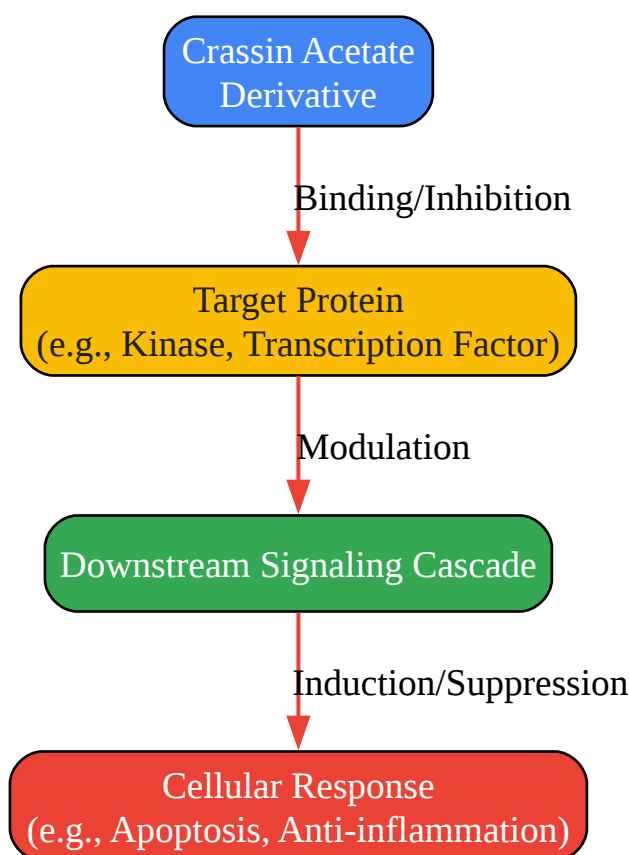 Crassin Acetate
Derivative
Binding/Inhibition
Target Protein
(e.g., Kinase, Transcription Factor)
Modulation
Downstream Signaling Cascade
Induction/Suppression
Cellular Response
(e.g., Apoptosis, Anti-inflammation)